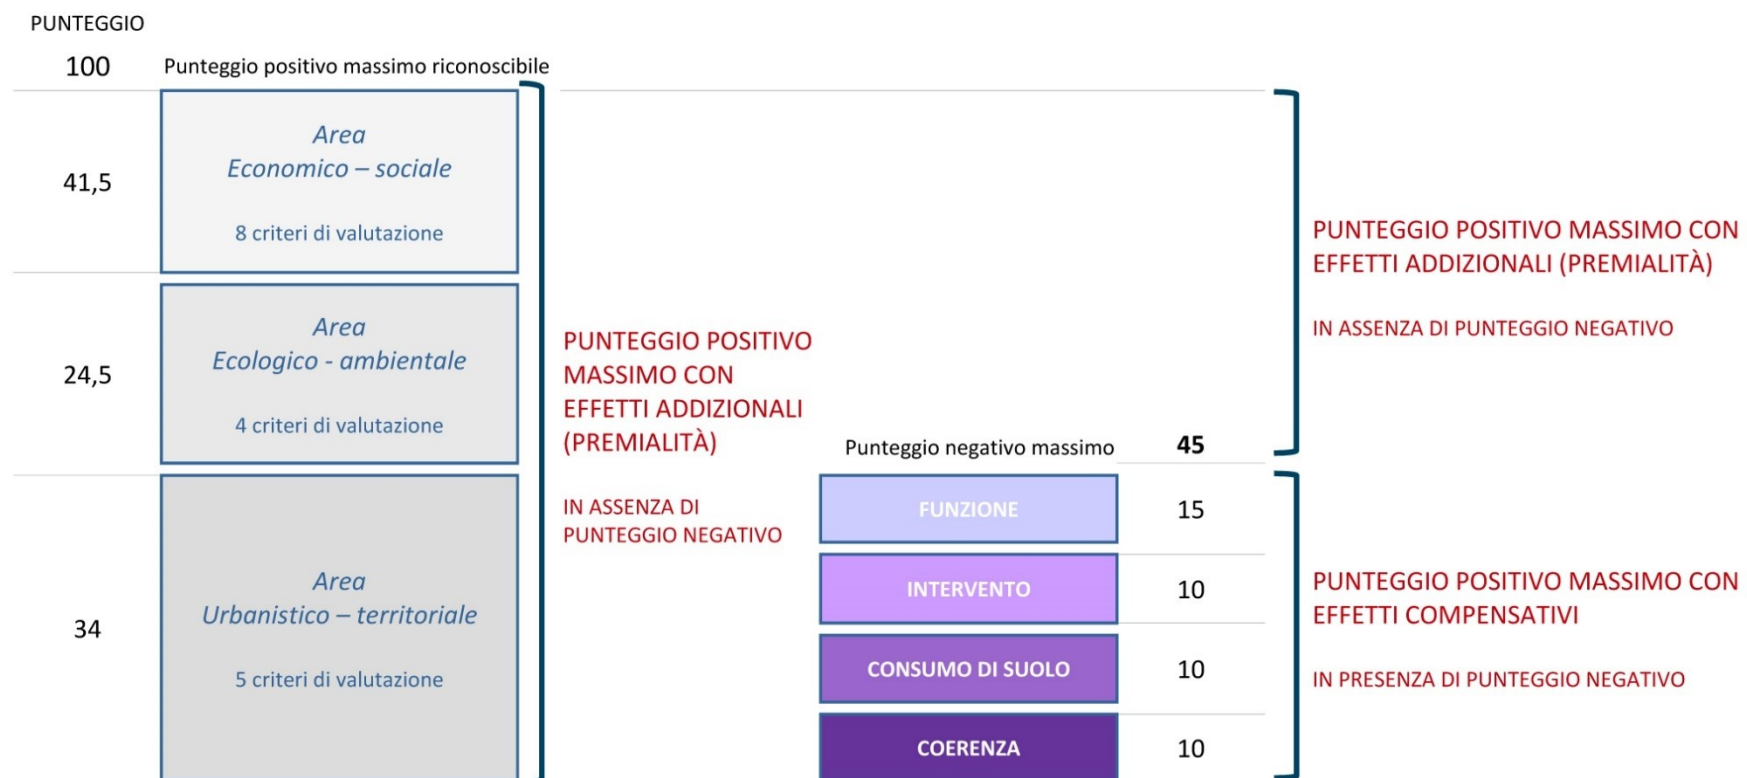 PUNTEGGIO
100
Punteggio positivo massimo riconoscibile
41,5
Area
Economico – sociale
8 criteri di valutazione
24,5
Area
Ecologico - ambientale
4 criteri di valutazione
34
Area
Urbanistico – territoriale
5 criteri di valutazione
PUNTEGGIO POSITIVO
MASSIMO CON
EFFETTI ADDIZIONALI
(PREMIALITÀ)
IN ASSENZA DI
PUNTEGGIO NEGATIVO
Punteggio negativo massimo
45
FUNZIONE
15
INTERVENTO
10
CONSUMO DI SUOLO
10
COERENZA
10
PUNTEGGIO POSITIVO MASSIMO CON
EFFETTI ADDIZIONALI (PREMIALITÀ)
IN ASSENZA DI PUNTEGGIO NEGATIVO
PUNTEGGIO POSITIVO MASSIMO CON
EFFETTI COMPENSATIVI
IN PRESENZA DI PUNTEGGIO NEGATIVO